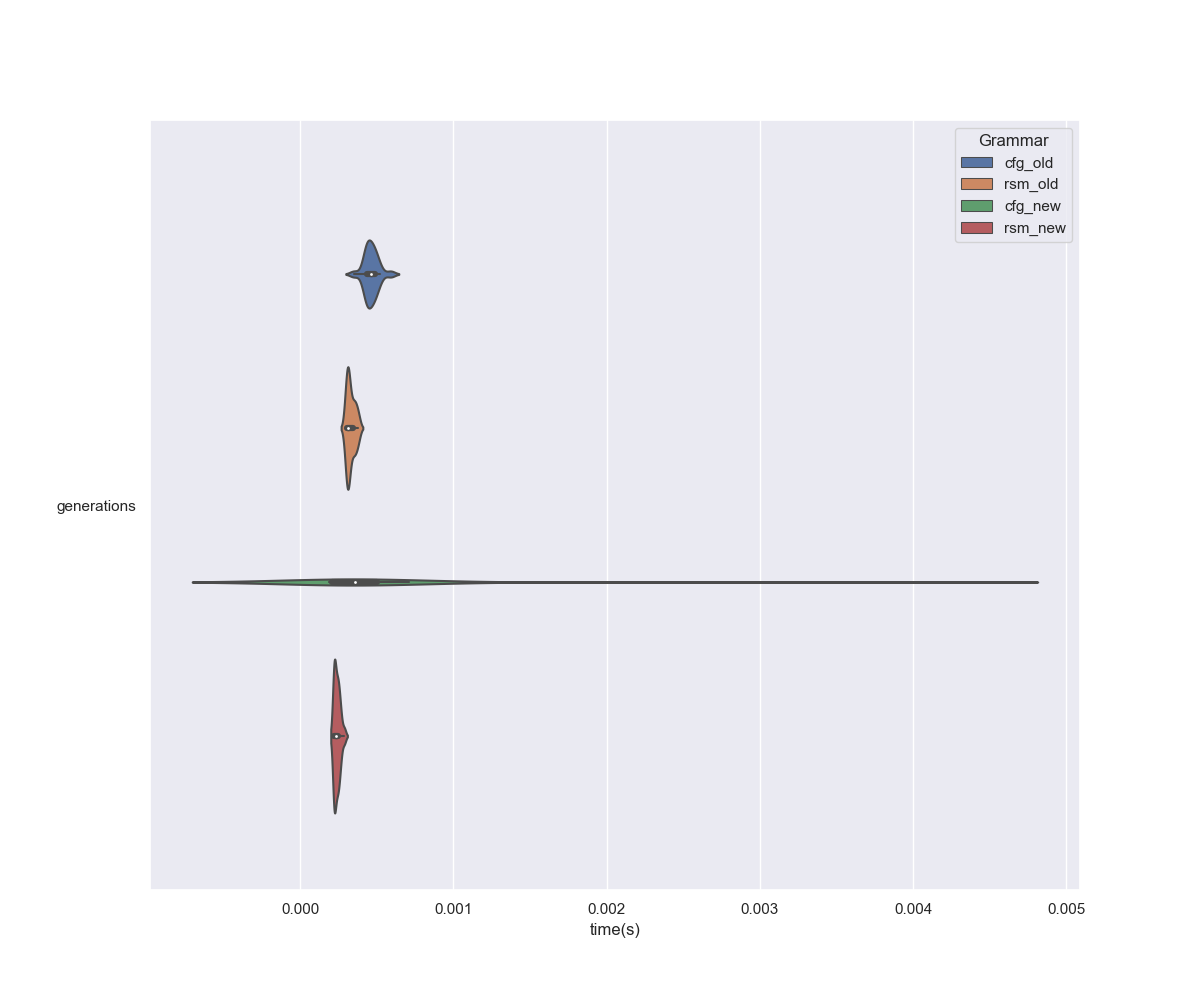 Grammar
cfg_old
rsm_old
cfg_new
rsm_new
generations
0.000 0.001 0.002 0.003 0.004 0.005
time(s)